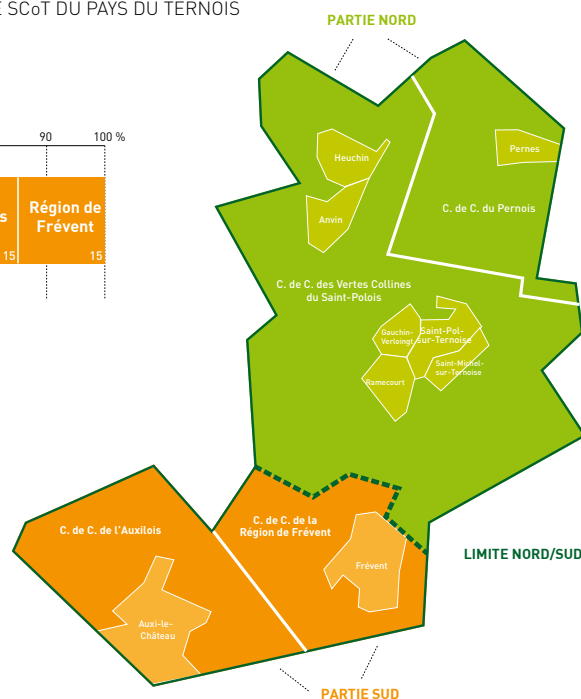 SCoT DU PAYS DU TERNOIS
PARTIE NORD
90 100 %
Région de
Frévent
15 15
Heuchin
Anvin
Pernes
C. de C. du Pernois
C. de C. des Vertes Collines
du Saint-Polois
Gauchin-
Verloingt
Saint-Pol-
sur-Ternoise
Saint-Michel-
sur-Ternoise
Ramecourt
C. de C. de l'Auxilois
C. de C. de la
Région de Frévent
Frévent
Auxi-le-
Château
LIMITE NORD/SUD
PARTIE SUD